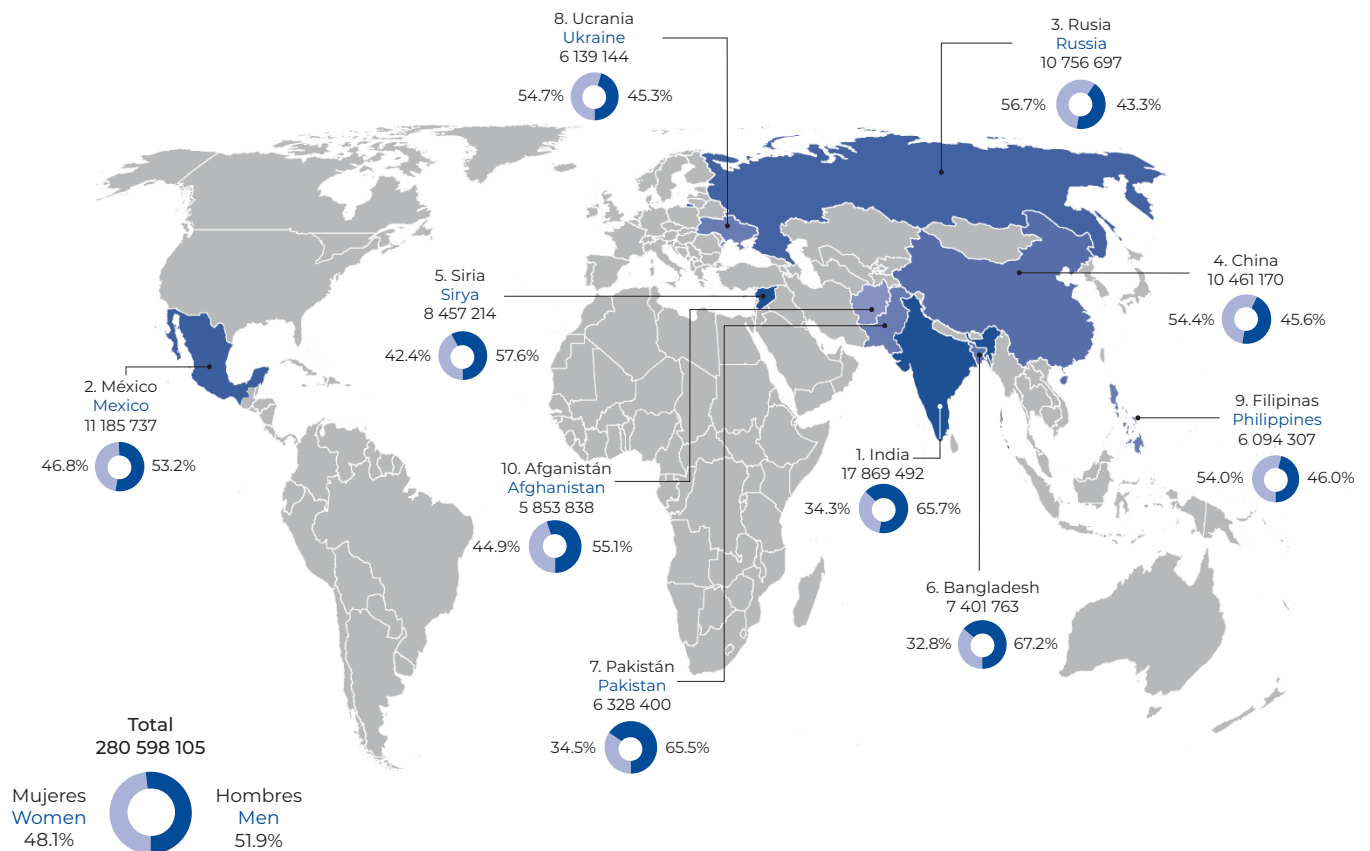 8. Ucrania
Ukraine
6 139 144
54.7%
45.3%
3. Rusia
Russia
10 756 697
56.7%
43.3%
5. Siria
Sirya
8 457 214
42.4%
57.6%
4. China
10 461 170
54.4%
45.6%
2. México
Mexico
11 185 737
46.8%
53.2%
9. Filipinas
Philippines
6 094 307
54.0%
46.0%
10. Afganistán
Afghanistan
5 853 838
44.9%
55.1%
1. India
17 869 492
34.3%
65.7%
6. Bangladesh
7 401 763
32.8%
67.2%
7. Pakistán
Pakistan
6 328 400
34.5%
65.5%
Total
280 598 105
Mujeres
Women
48.1%
Hombres
Men
51.9%